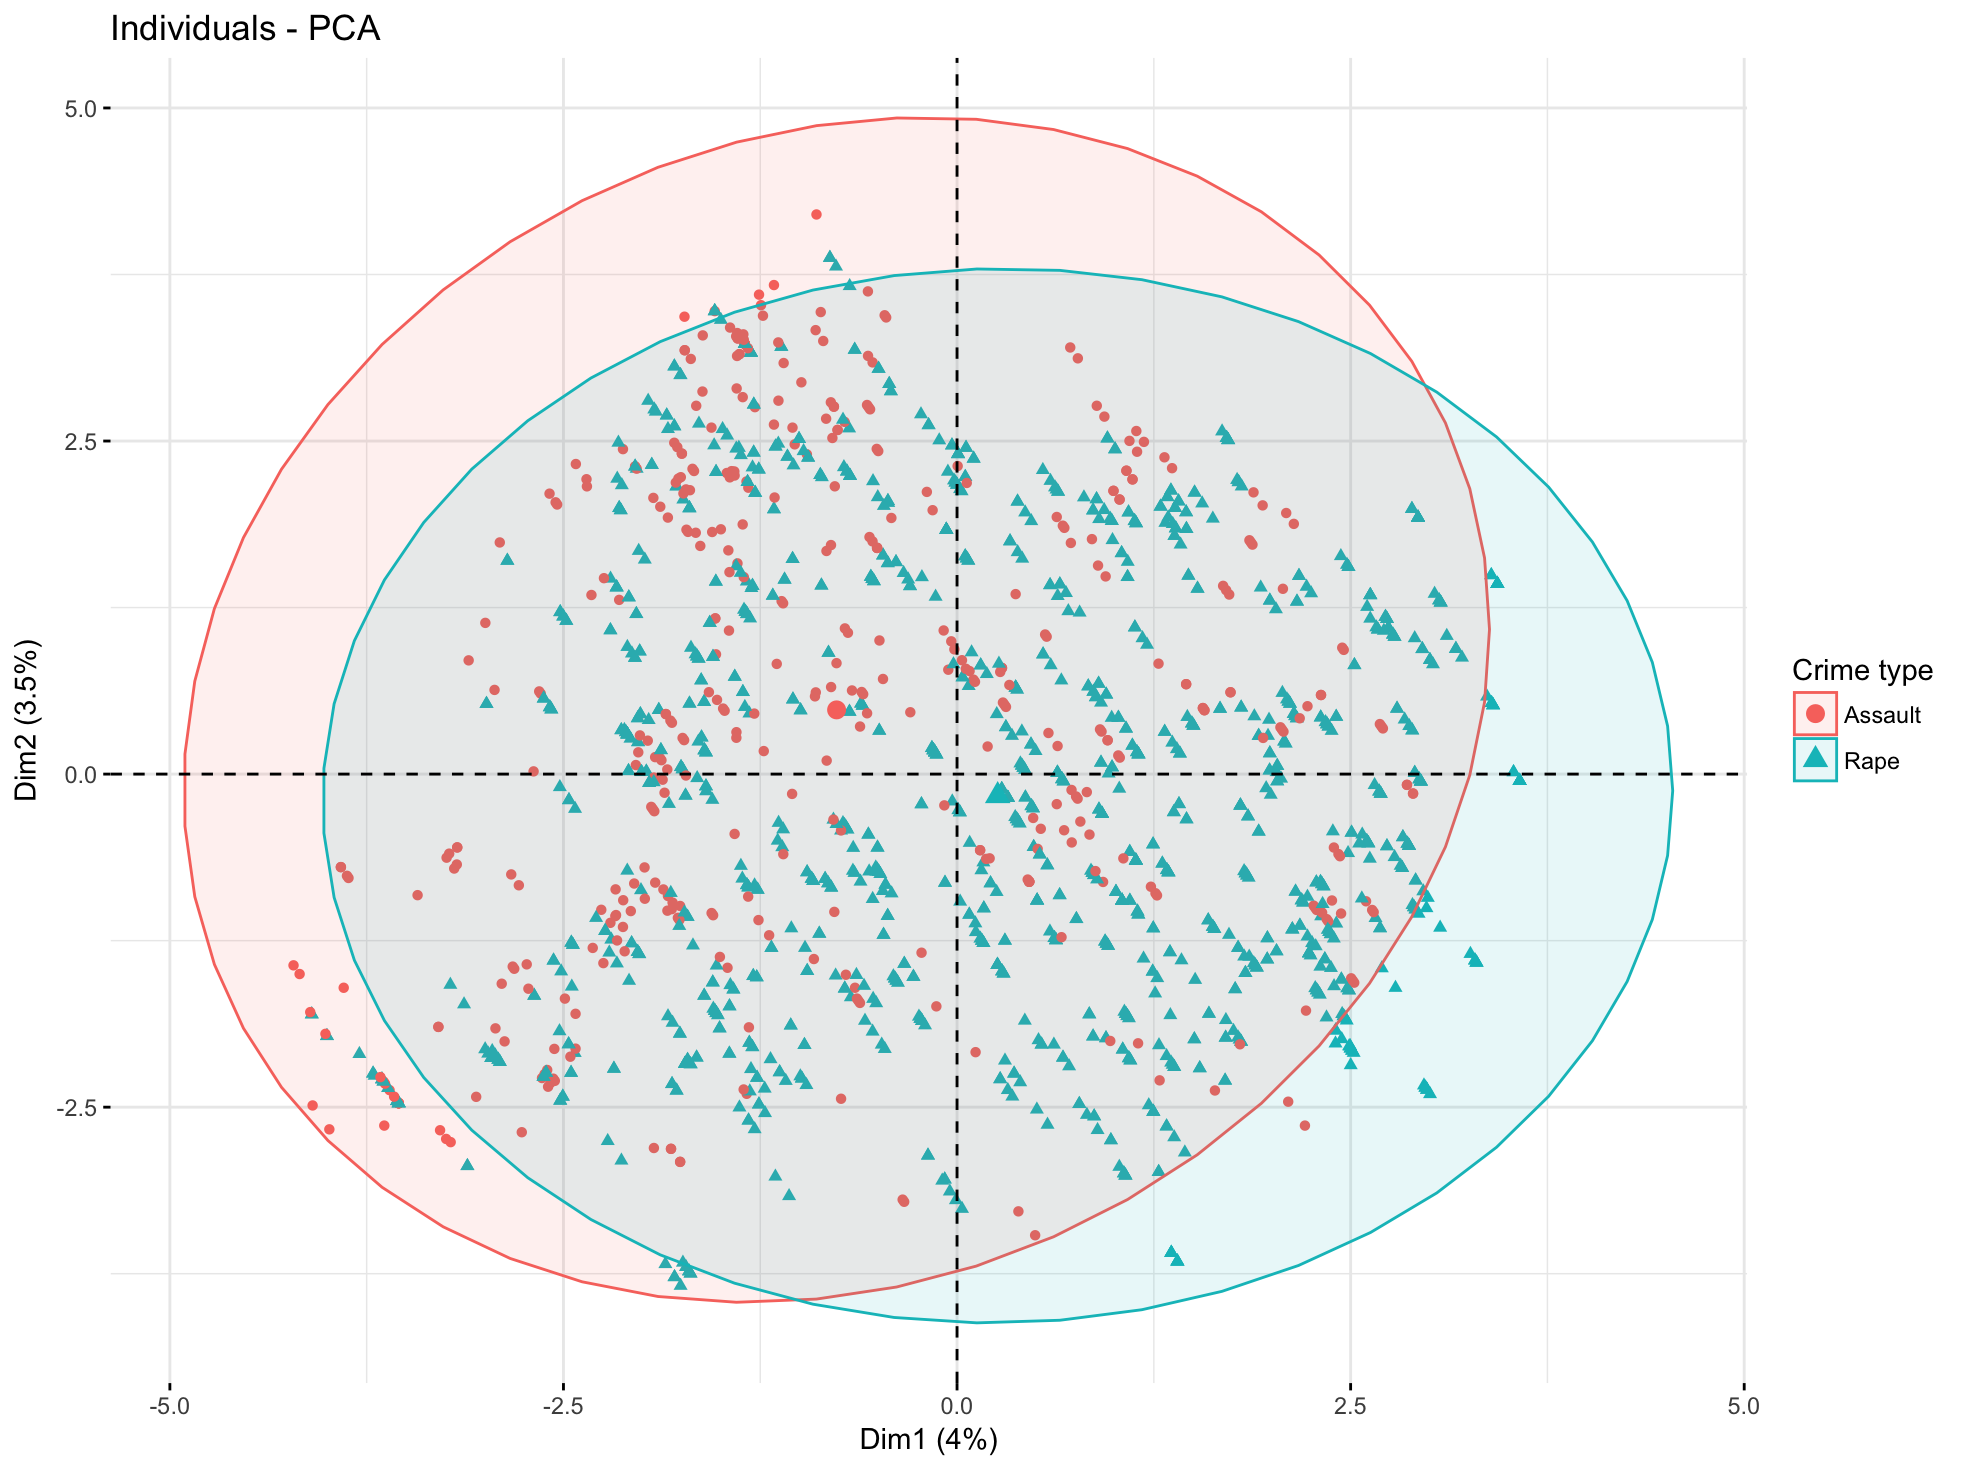 Individuals - PCA
5.0
2.5
0.0
-2.5
Dim2 (3.5%)
-5.0
-2.5
0.0
2.5
5.0
Dim1 (4%)
Crime type
Assault
Rape